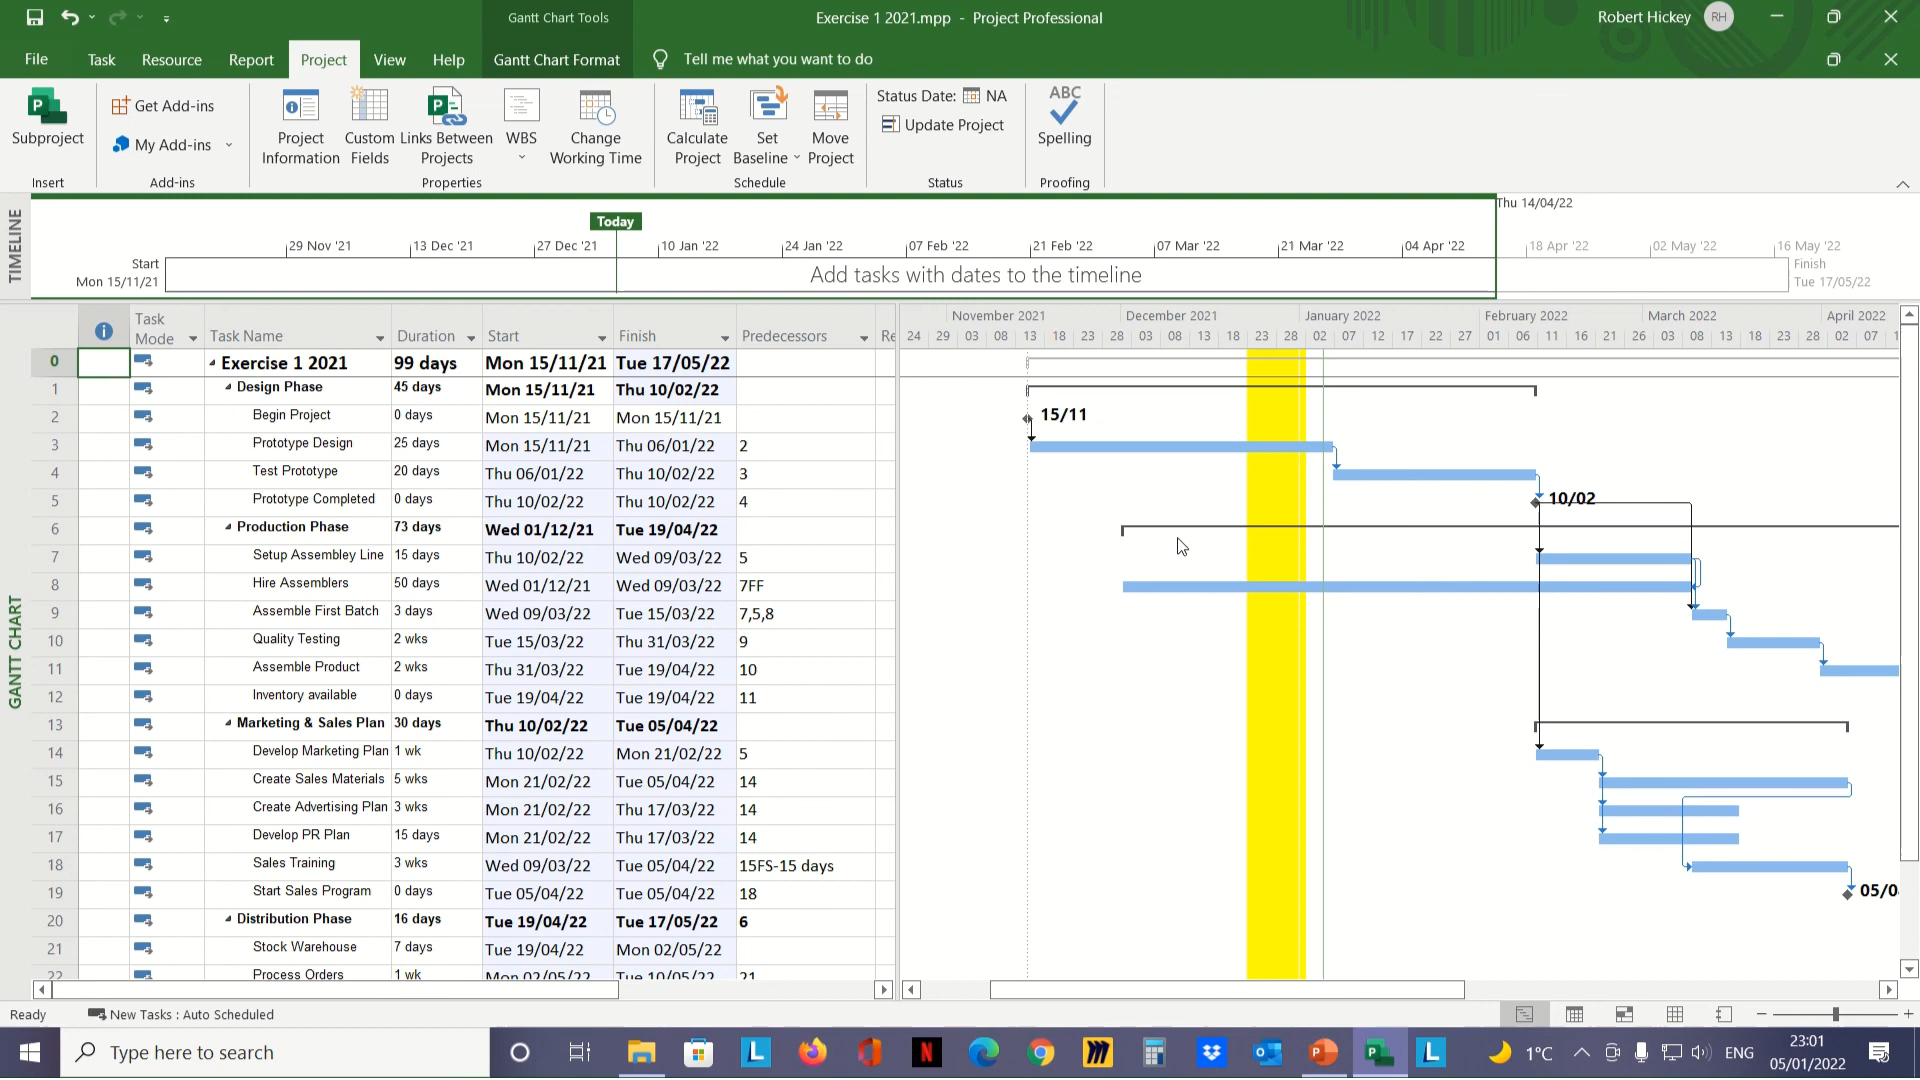 Gantt Chart Tools
Exercise 1 2021.mpp - Project Professional
Robert Hickey RH
File Task Resource Report Project View Help Gantt Chart Format Tell me what you want to do
Subproject
Insert
Get Add-ins
My Add-ins
Add-ins
Project Information
Custom Fields
Links Between Projects
WBS
Change Working Time
Properties
Calculate Project
Set Baseline
Move Project
Schedule
Status Date: NA
Update Project
Status
ABC
Spelling
Proofing
TIMELINE
Today
Thu 14/04/22
29 Nov '21 13 Dec '21 27 Dec '21 10 Jan '22 24 Jan '22 07 Feb '22 21 Feb '22 07 Mar '22 21 Mar '22 04 Apr '22 18 Apr '22 02 May '22 16 May '22
Start
Mon 15/11/21
Add tasks with dates to the timeline
Finish
Tue 17/05/22
GANTT CHART
Task Mode Task Name Duration Start Finish Predecessors Re
November 2021 December 2021 January 2022 February 2022 March 2022 April 2022
24 29 03 08 13 18 23 28 03 08 13 18 23 28 02 07 12 17 22 27 01 06 11 16 21 26 03 08 13 18 23 28 02 07 1
0 Exercise 1 2021 99 days Mon 15/11/21 Tue 17/05/22
1 Design Phase 45 days Mon 15/11/21 Thu 10/02/22
2 Begin Project 0 days Mon 15/11/21 Mon 15/11/21
15/11
3 Prototype Design 25 days Mon 15/11/21 Thu 06/01/22 2
4 Test Prototype 20 days Thu 06/01/22 Thu 10/02/22 3
5 Prototype Completed 0 days Thu 10/02/22 Thu 10/02/22 4
10/02
6 Production Phase 73 days Wed 01/12/21 Tue 19/04/22
7 Setup Assembley Line 15 days Thu 10/02/22 Wed 09/03/22 5
8 Hire Assemblers 50 days Wed 01/12/21 Wed 09/03/22 7FF
9 Assemble First Batch 3 days Wed 09/03/22 Tue 15/03/22 7,5,8
10 Quality Testing 2 wks Tue 15/03/22 Thu 31/03/22 9
11 Assemble Product 2 wks Thu 31/03/22 Tue 19/04/22 10
12 Inventory available 0 days Tue 19/04/22 Tue 19/04/22 11
13 Marketing & Sales Plan 30 days Thu 10/02/22 Tue 05/04/22
14 Develop Marketing Plan 1 wk Thu 10/02/22 Mon 21/02/22 5
15 Create Sales Materials 5 wks Mon 21/02/22 Tue 05/04/22 14
16 Create Advertising Plan 3 wks Mon 21/02/22 Thu 17/03/22 14
17 Develop PR Plan 15 days Mon 21/02/22 Thu 17/03/22 14
18 Sales Training 3 wks Wed 09/03/22 Tue 05/04/22 15FS-15 days
19 Start Sales Program 0 days Tue 05/04/22 Tue 05/04/22 18
05/0
20 Distribution Phase 16 days Tue 19/04/22 Tue 17/05/22 6
21 Stock Warehouse 7 days Tue 19/04/22 Mon 02/05/22
22 Process Orders 1 wk Mon 02/05/22 Tue 10/05/22 21
Ready New Tasks : Auto Scheduled
Type here to search
1°C ENG
23:01
05/01/2022